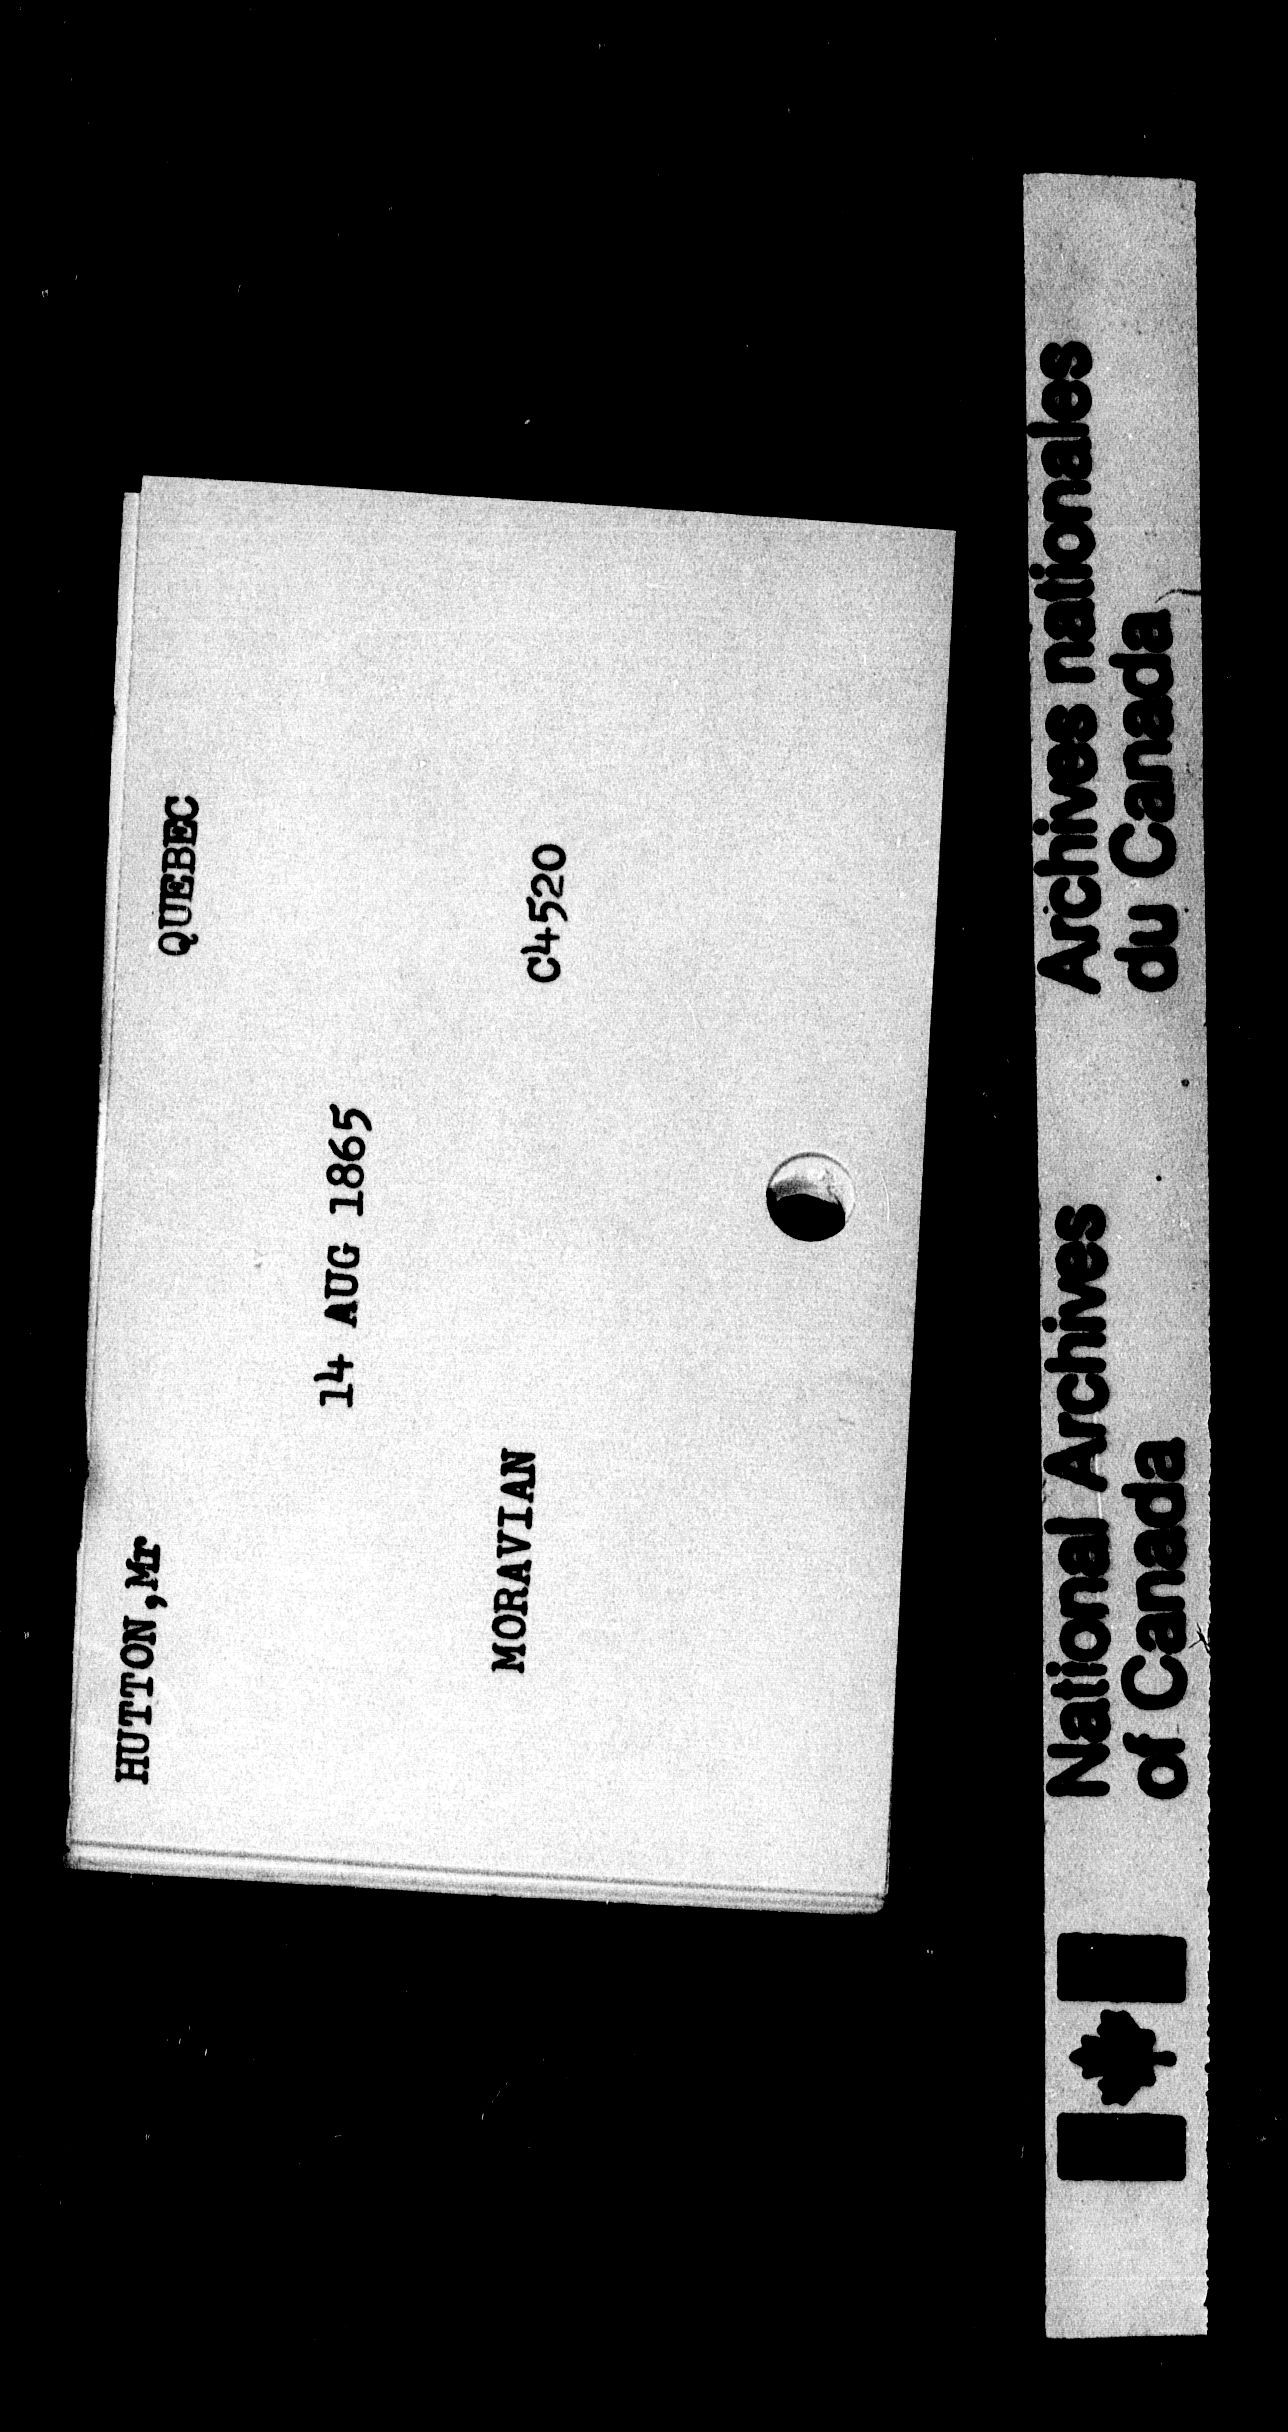 HUTTON,Mr
QUEBEC
14 AUG 1865
MORAVIAN
C4520
National Archives
of Canada
Archives nationales
du Canada